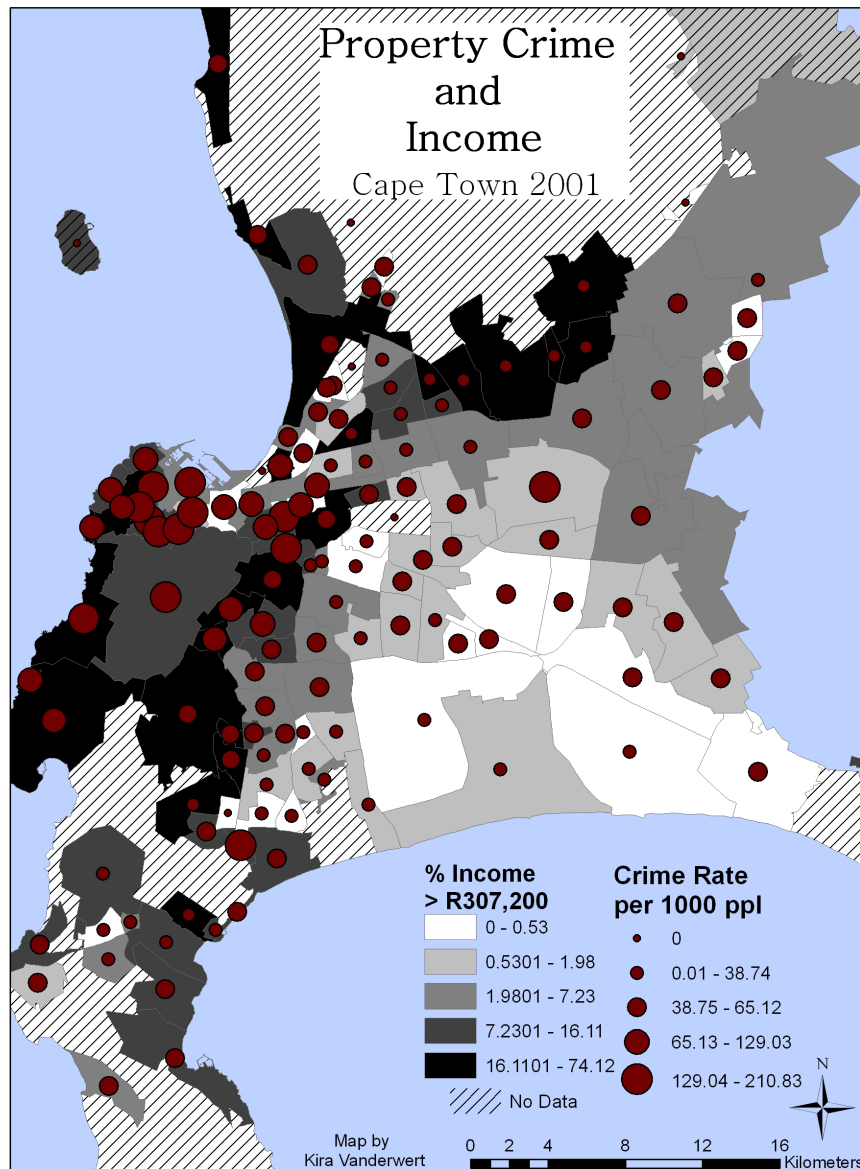 Property Crime
and
Income
Cape Town 2001
% Income
> R307,200
0 - 0.53
0.5301 - 1.98
1.9801 - 7.23
7.2301 - 16.11
16.1101 - 74.12
No Data
Crime Rate
per 1000 ppl
0
0.01 - 38.74
38.75 - 65.12
65.13 - 129.03
129.04 - 210.83
N
Map by
Kira Vanderwert
0 2 4 8 12 16
Kilometers